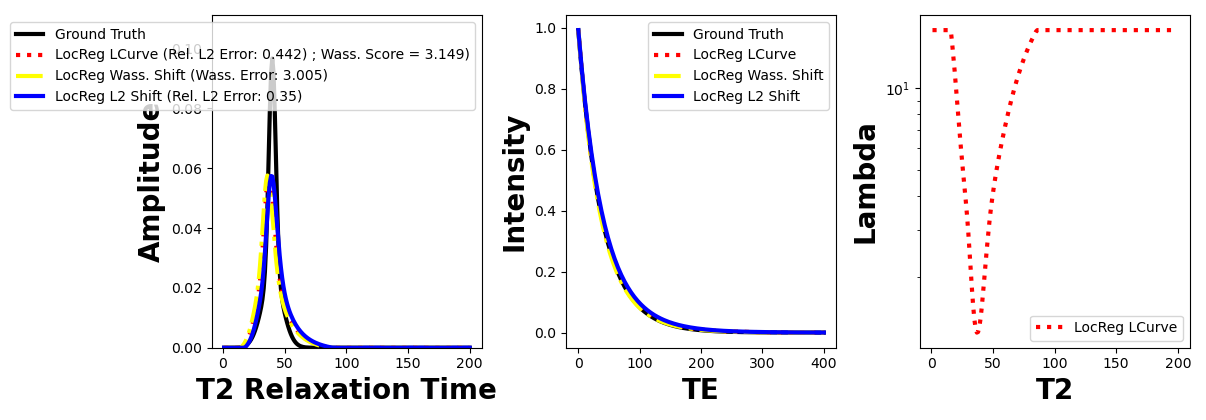 Ground Truth
LocReg LCurve (Rel. L2 Error: 0.442) ; Wass. Score = 3.149)
LocReg Wass. Shift (Wass. Error: 3.005)
LocReg L2 Shift (Rel. L2 Error: 0.35)
0.10
0.08
0.06
0.04
0.02
0.00
0
50
100
150
200
Amplitude
T2 Relaxation Time
Ground Truth
LocReg LCurve
LocReg Wass. Shift
LocReg L2 Shift
1.0
0.8
0.6
0.4
0.2
0.0
0
100
200
300
400
Intensity
TE
10¹
0
50
100
150
200
Lambda
LocReg LCurve
T2